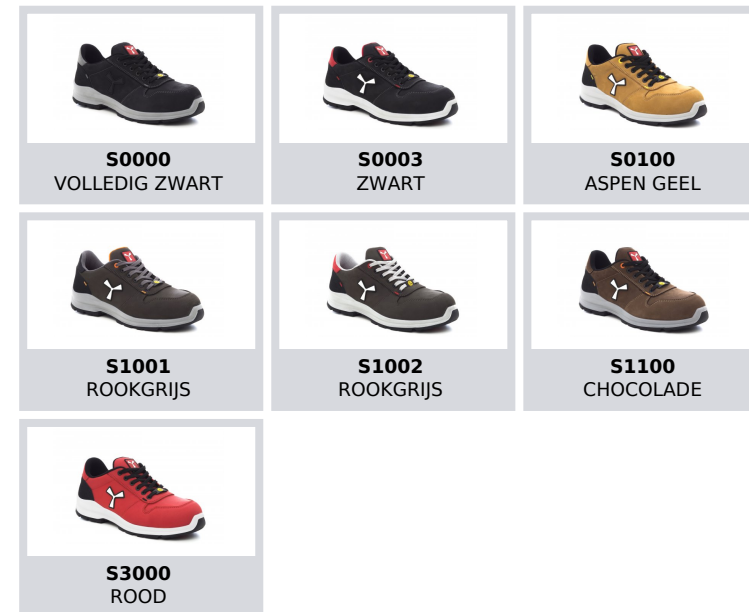 S0000
VOLLEDIG ZWART
S0003
ZWART
S0100
ASPEN GEEL
S1001
ROOKGRIJS
S1002
ROOKGRIJS
S1100
CHOCOLADE
S3000
ROOD